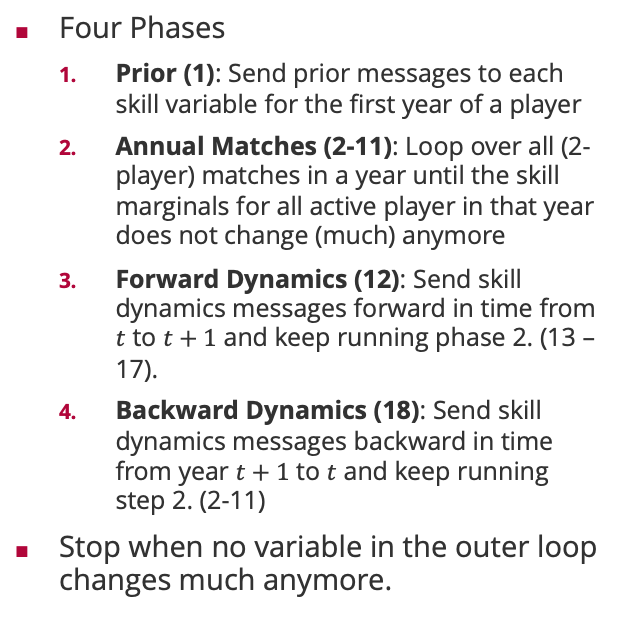 Four Phases
1. Prior (1): Send prior messages to each
skill variable for the first year of a player
2. Annual Matches (2-11): Loop over all (2-
player) matches in a year until the skill
marginals for all active player in that year
does not change (much) anymore
3. Forward Dynamics (12): Send skill
dynamics messages forward in time from
t to t + 1 and keep running phase 2. (13 –
17).
4. Backward Dynamics (18): Send skill
dynamics messages backward in time
from year t + 1 to t and keep running
step 2. (2-11)
Stop when no variable in the outer loop
changes much anymore.